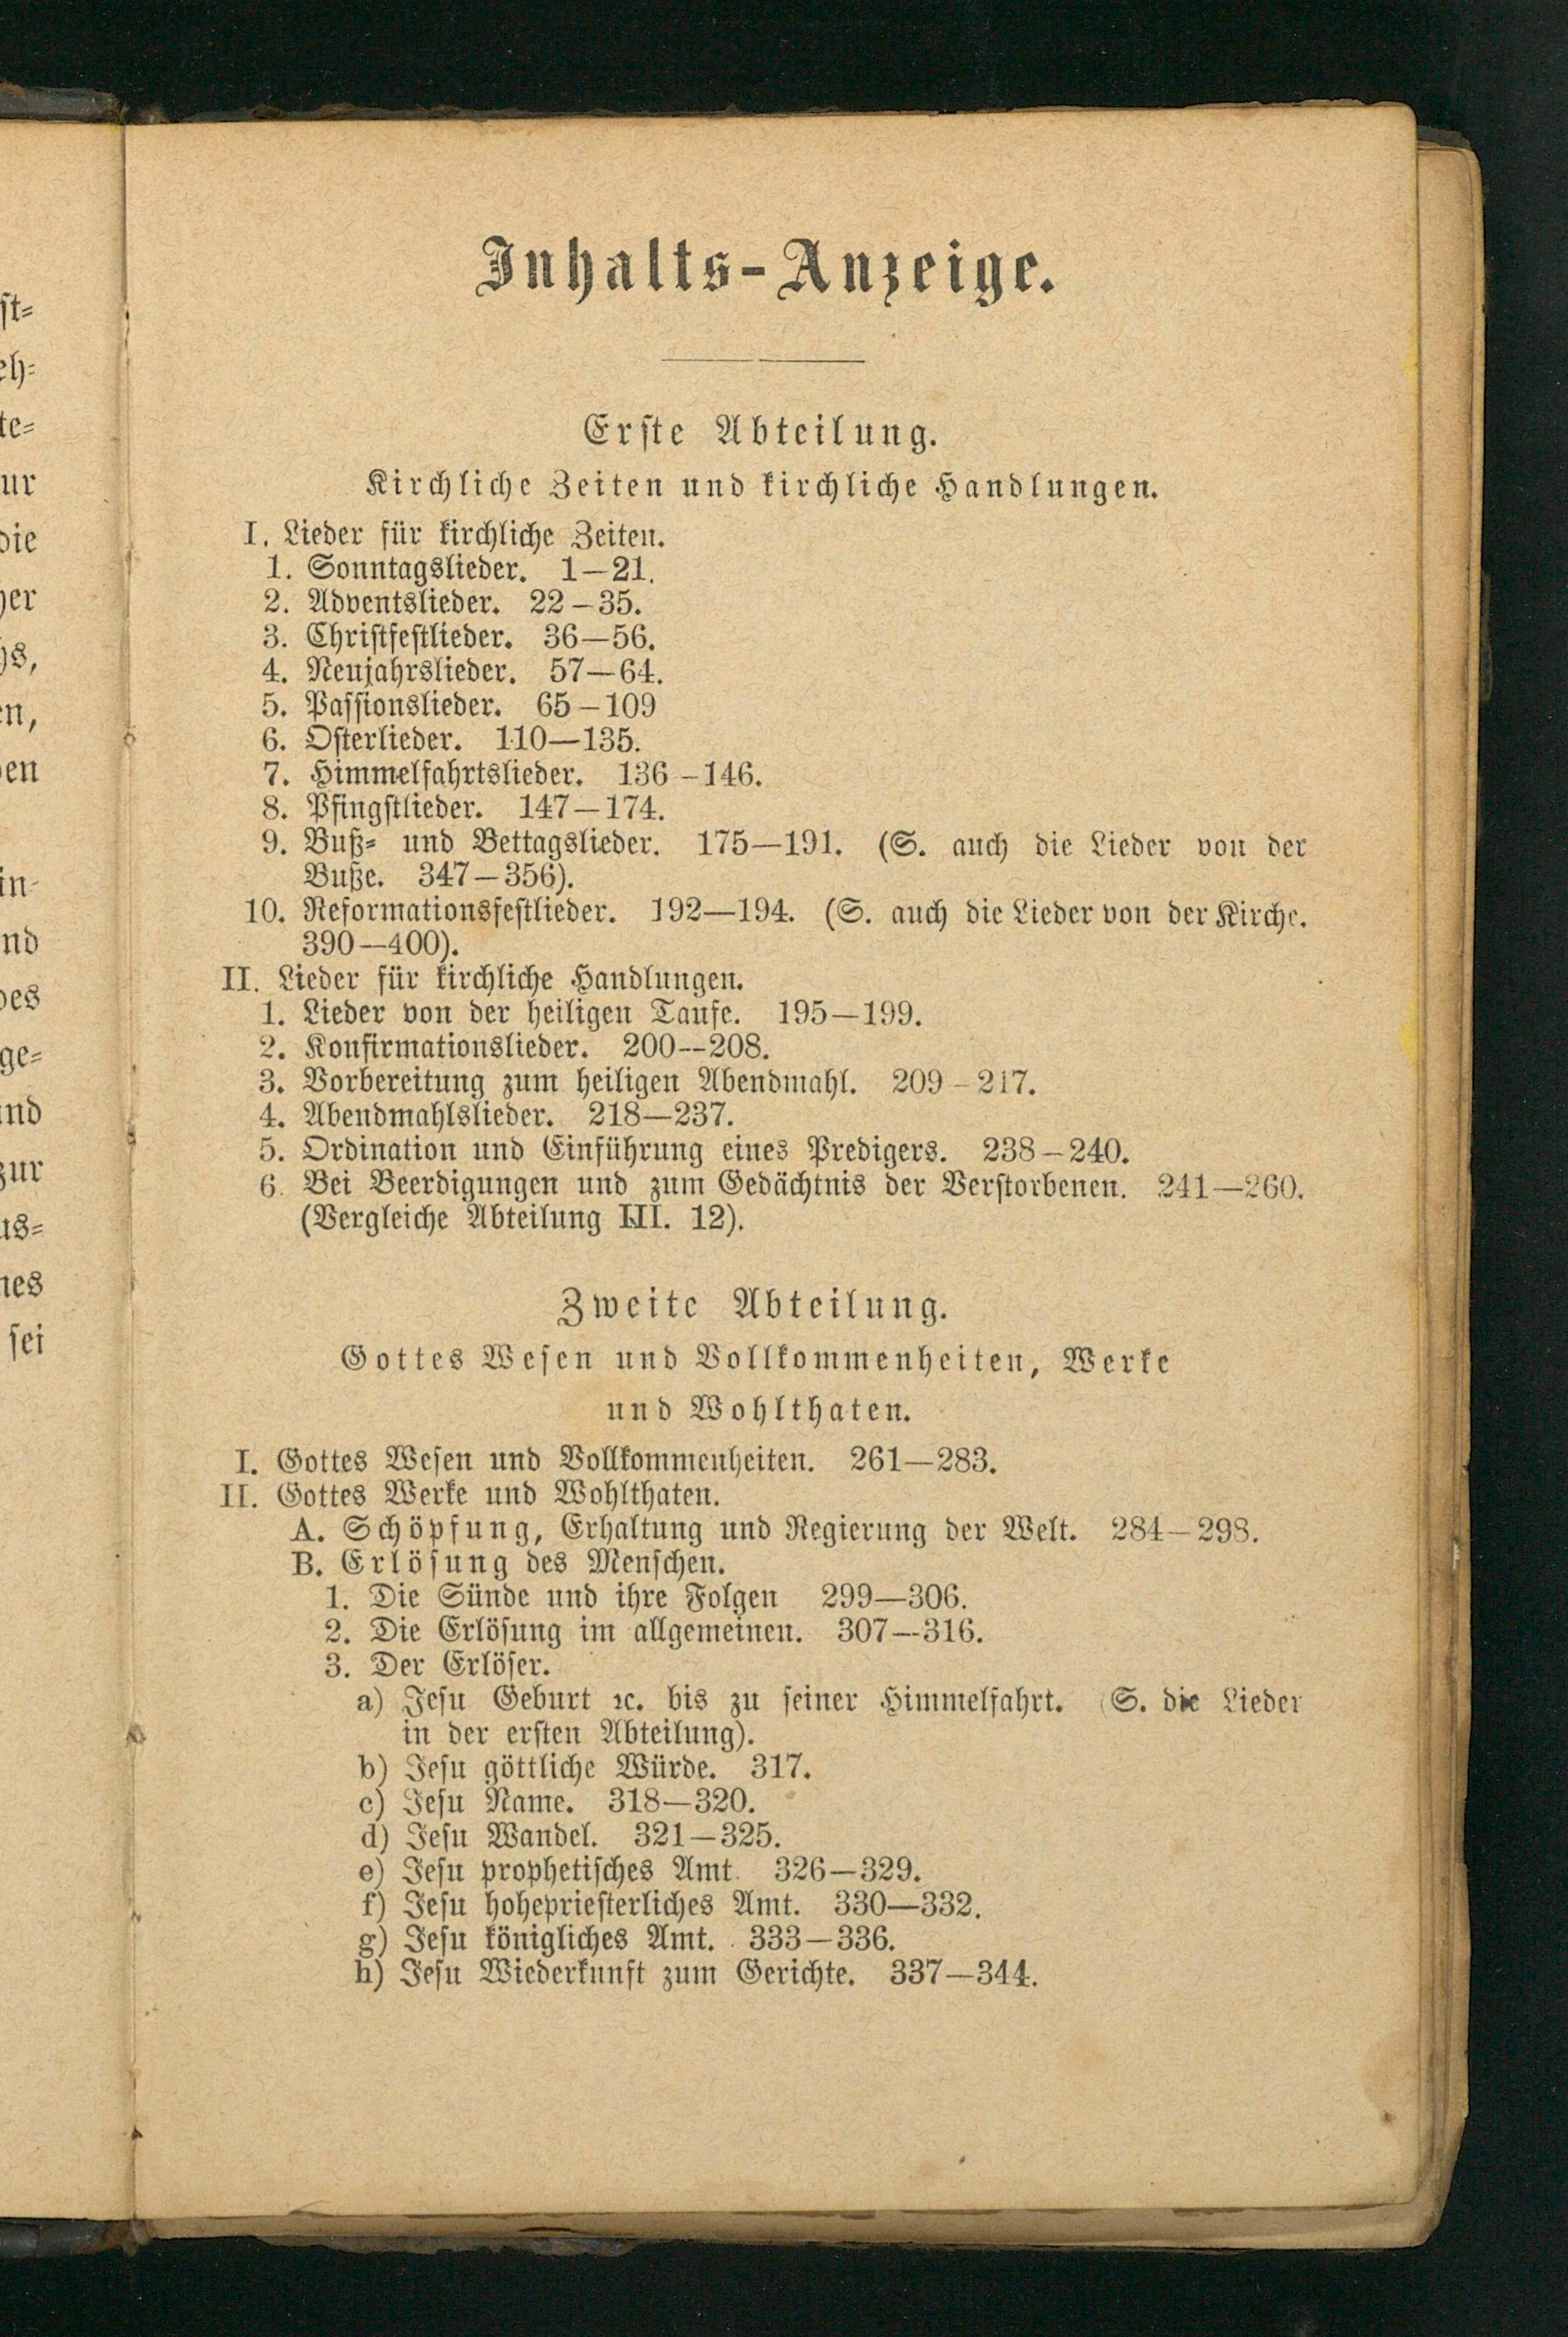 Inhalts-Anzeige.
Erste Abteilung.
Kirchliche Zeiten und kirchliche Handlungen.
I. Lieder für kirchliche Zeiten.
1. Sonntagslieder. 1—21.
2. Adventslieder. 22—35.
3. Christfestlieder. 36—56.
4. Neujahrslieder. 57—64.
5. Passionslieder. 65—109
6. Osterlieder. 110—135.
7. Himmelfahrtslieder. 136—146.
8. Pfingstlieder. 147—174.
9. Buß- und Bettagslieder. 175—191. (S. auch die Lieder von der
Buße. 347—356).
10. Reformationsfestlieder. 192—194. (S. auch die Lieder von der Kirche.
390—400).
II. Lieder für kirchliche Handlungen.
1. Lieder von der heiligen Taufe. 195—199.
2. Konfirmationslieder. 200—208.
3. Vorbereitung zum heiligen Abendmahl. 209—217.
4. Abendmahlslieder. 218—237.
5. Ordination und Einführung eines Predigers. 238—240.
6. Bei Beerdigungen und zum Gedächtnis der Verstorbenen. 241—260.
(Vergleiche Abteilung III. 12).
Zweite Abteilung.
Gottes Wesen und Vollkommenheiten, Werke
und Wohlthaten.
I. Gottes Wesen und Vollkommenheiten. 261—283.
II. Gottes Werke und Wohlthaten.
A. Schöpfung, Erhaltung und Regierung der Welt. 284—298.
B. Erlösung des Menschen.
1. Die Sünde und ihre Folgen 299—306.
2. Die Erlösung im allgemeinen. 307—316.
3. Der Erlöser.
a) Jesu Geburt ꝛc. bis zu seiner Himmelfahrt. (S. die Lieder
in der ersten Abteilung).
b) Jesu göttliche Würde. 317.
c) Jesu Name. 318—320.
d) Jesu Wandel. 321—325.
e) Jesu prophetisches Amt. 326—329.
f) Jesu hohepriesterliches Amt. 330—332.
g) Jesu königliches Amt. 333—336.
h) Jesu Wiederkunft zum Gerichte. 337—344.